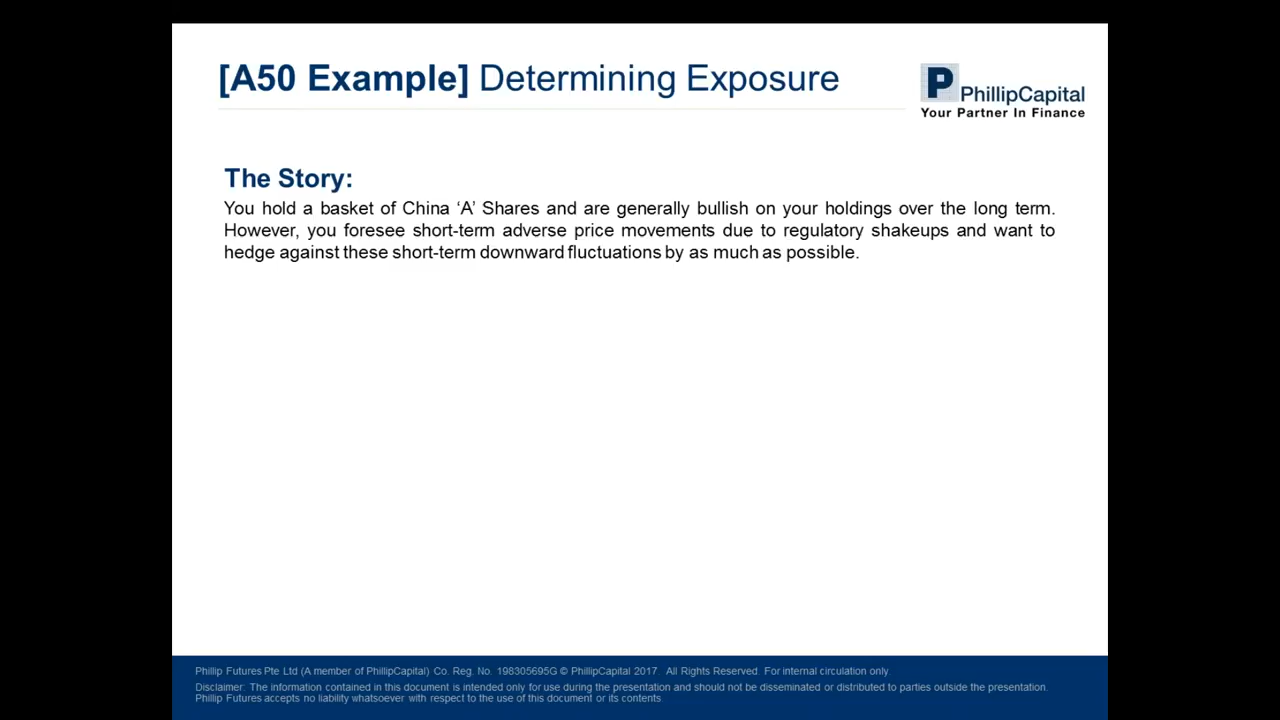 [A50 Example] Determining Exposure
P PhillipCapital
Your Partner In Finance
The Story:
You hold a basket of China ‘A’ Shares and are generally bullish on your holdings over the long term.
However, you foresee short-term adverse price movements due to regulatory shakeups and want to
hedge against these short-term downward fluctuations by as much as possible.
Phillip Futures Pte Ltd (A member of PhillipCapital) Co. Reg. No. 198305695G © PhillipCapital 2017. All Rights Reserved. For internal circulation only
Disclaimer: The information contained in this document is intended only for use during the presentation and should not be disseminated or distributed to parties outside the presentation.
Phillip Futures accepts no liability whatsoever with respect to the use of this document or its contents